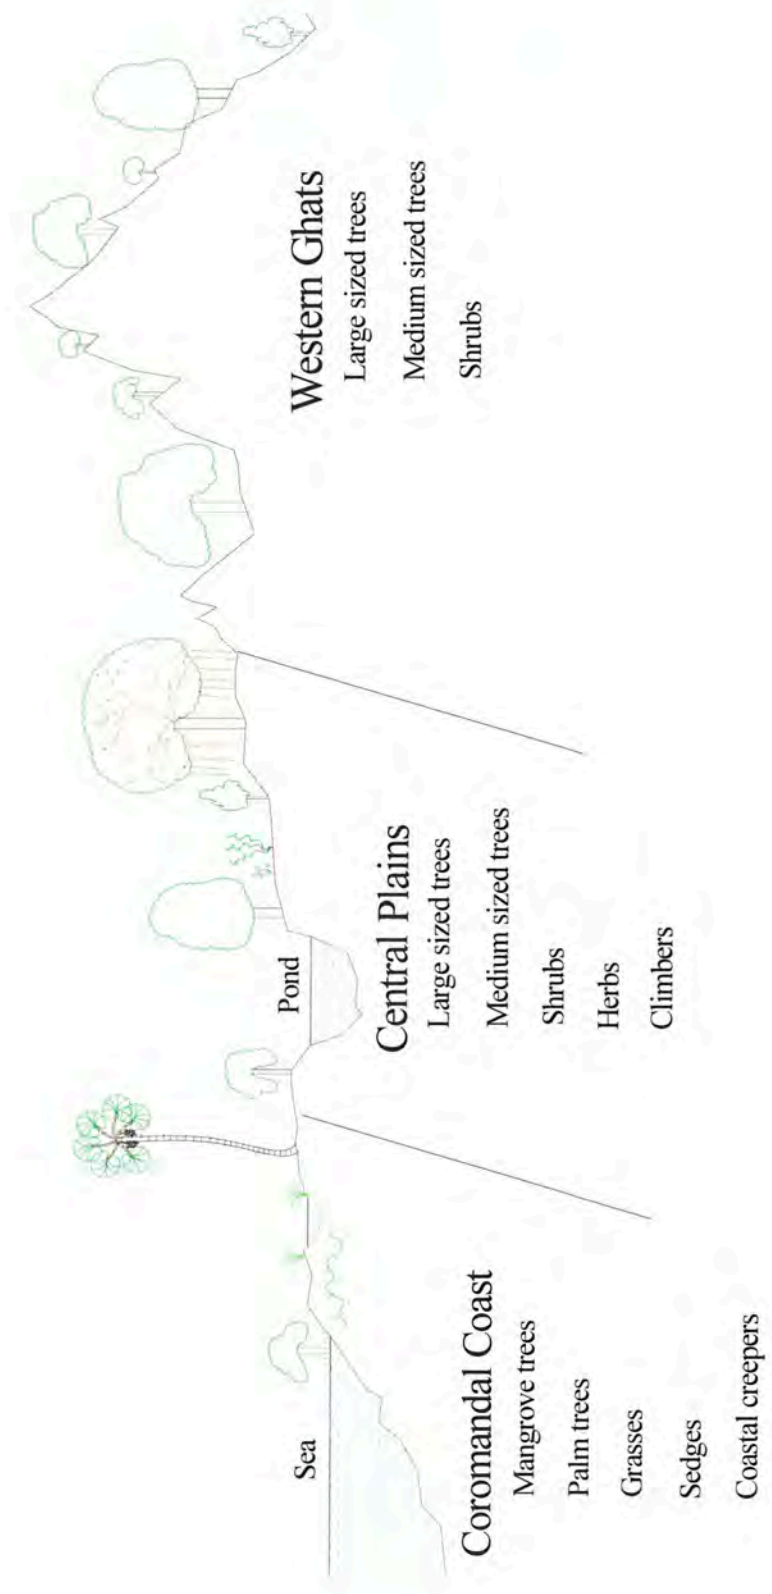 Sea
Coromandal Coast
Mangrove trees
Palm trees
Grasses
Sedges
Coastal creepers
Pond
Central Plains
Large sized trees
Medium sized trees
Shrubs
Herbs
Climbers
Western Ghats
Large sized trees
Medium sized trees
Shrubs